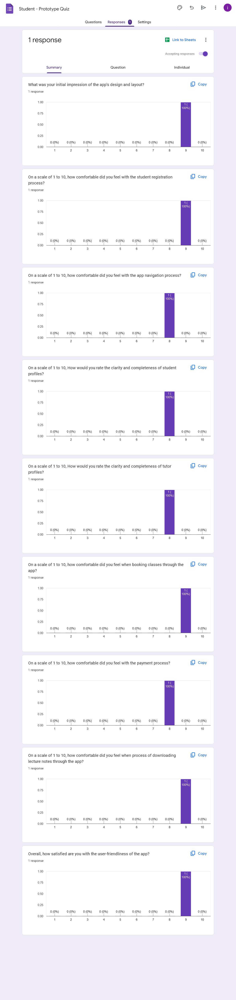 Student - Prototype Quiz
i
Questions
Responses 1
Settings
1 response
Link to Sheets
Accepting responses
Summary
Question
Individual
What was your initial impression of the app's design and layout?
Copy
1 response
1.00
0.75
0.50
0.25
0.00
1 (
100%)
0 (0%) 0 (0%) 0 (0%) 0 (0%) 0 (0%) 0 (0%) 0 (0%) 0 (0%) 0 (0%)
1 2 3 4 5 6 7 8 9 10
On a scale of 1 to 10, how comfortable did you feel with the student registration
process?
Copy
1 response
1.00
0.75
0.50
0.25
0.00
1 (
100%)
0 (0%) 0 (0%) 0 (0%) 0 (0%) 0 (0%) 0 (0%) 0 (0%) 0 (0%) 0 (0%)
1 2 3 4 5 6 7 8 9 10
On a scale of 1 to 10, how comfortable did you feel with the app navigation process?
Copy
1 response
1.00
0.75
0.50
0.25
0.00
1 (
100%)
0 (0%) 0 (0%) 0 (0%) 0 (0%) 0 (0%) 0 (0%) 0 (0%) 0 (0%) 0 (0%)
1 2 3 4 5 6 7 8 9 10
On a scale of 1 to 10, How would you rate the clarity and completeness of student
profiles?
Copy
1 response
1.00
0.75
0.50
0.25
0.00
1 (
100%)
0 (0%) 0 (0%) 0 (0%) 0 (0%) 0 (0%) 0 (0%) 0 (0%) 0 (0%) 0 (0%)
1 2 3 4 5 6 7 8 9 10
On a scale of 1 to 10, How would you rate the clarity and completeness of tutor
profiles?
Copy
1 response
1.00
0.75
0.50
0.25
0.00
1 (
100%)
0 (0%) 0 (0%) 0 (0%) 0 (0%) 0 (0%) 0 (0%) 0 (0%) 0 (0%) 0 (0%)
1 2 3 4 5 6 7 8 9 10
On a scale of 1 to 10, how comfortable did you feel when booking classes through the
app?
Copy
1 response
1.00
0.75
0.50
0.25
0.00
1 (
100%)
0 (0%) 0 (0%) 0 (0%) 0 (0%) 0 (0%) 0 (0%) 0 (0%) 0 (0%) 0 (0%)
1 2 3 4 5 6 7 8 9 10
On a scale of 1 to 10, how comfortable did you feel with the payment process?
Copy
1 response
1.00
0.75
0.50
0.25
0.00
1 (
100%)
0 (0%) 0 (0%) 0 (0%) 0 (0%) 0 (0%) 0 (0%) 0 (0%) 0 (0%) 0 (0%)
1 2 3 4 5 6 7 8 9 10
On a scale of 1 to 10, how comfortable did you feel when process of downloading
lecture notes through the app?
Copy
1 response
1.00
0.75
0.50
0.25
0.00
1 (
100%)
0 (0%) 0 (0%) 0 (0%) 0 (0%) 0 (0%) 0 (0%) 0 (0%) 0 (0%) 0 (0%)
1 2 3 4 5 6 7 8 9 10
Overall, how satisfied are you with the user-friendliness of the app?
Copy
1 response
1.00
0.75
0.50
0.25
0.00
1 (
100%)
0 (0%) 0 (0%) 0 (0%) 0 (0%) 0 (0%) 0 (0%) 0 (0%) 0 (0%) 0 (0%)
1 2 3 4 5 6 7 8 9 10